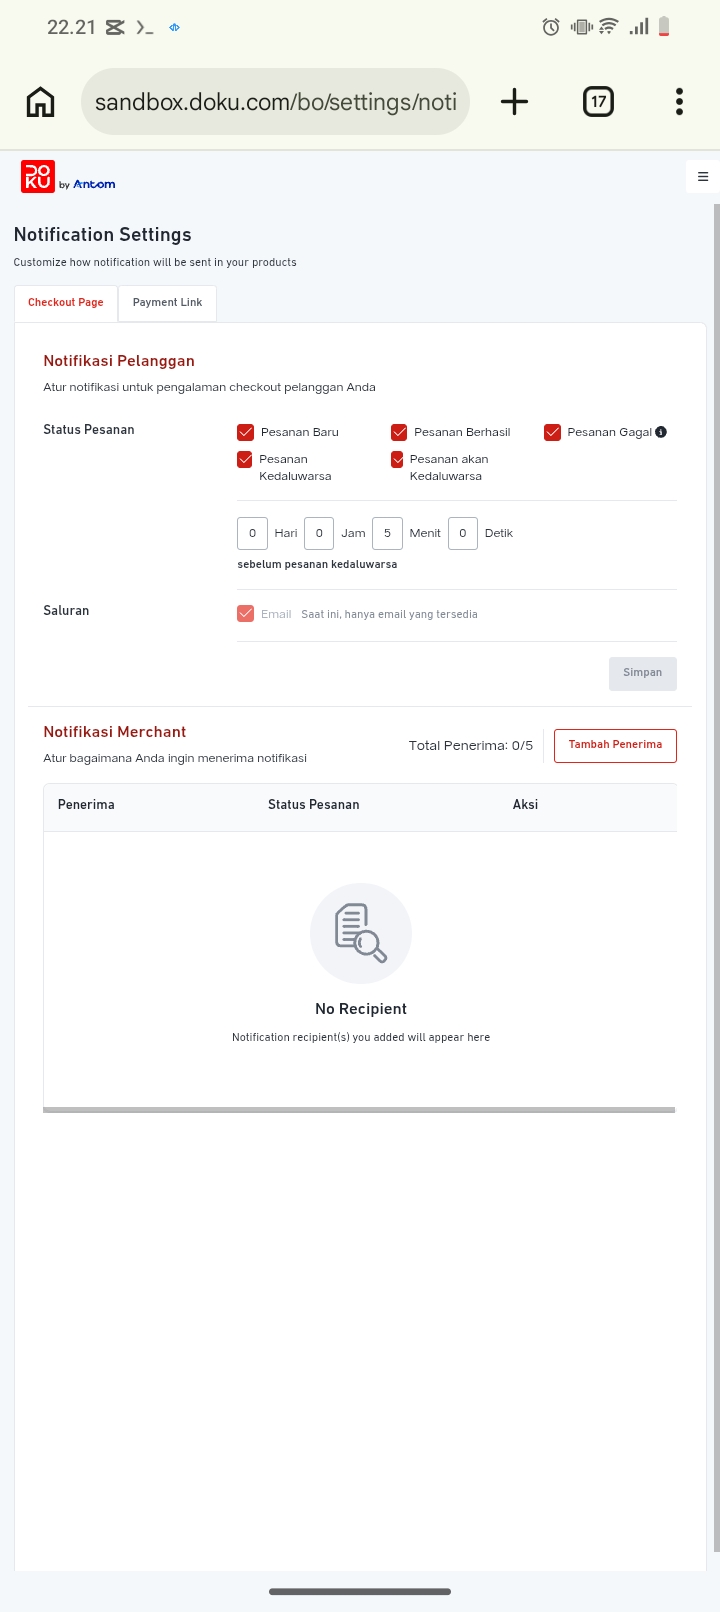 22.21
sandbox.doku.com/bo/settings/noti
17
DOKU by Antom
Notification Settings
Customize how notification will be sent in your products
Checkout Page Payment Link
Notifikasi Pelanggan
Atur notifikasi untuk pengalaman checkout pelanggan Anda
Status Pesanan
Pesanan Baru Pesanan Berhasil Pesanan Gagal
Pesanan Kedaluwarsa
Pesanan akan Kedaluwarsa
0 Hari 0 Jam 5 Menit 0 Detik
sebelum pesanan kedaluwarsa
Saluran
Email Saat ini, hanya email yang tersedia
Simpan
Notifikasi Merchant
Atur bagaimana Anda ingin menerima notifikasi
Total Penerima: 0/5
Tambah Penerima
Penerima Status Pesanan Aksi
No Recipient
Notification recipient(s) you added will appear here